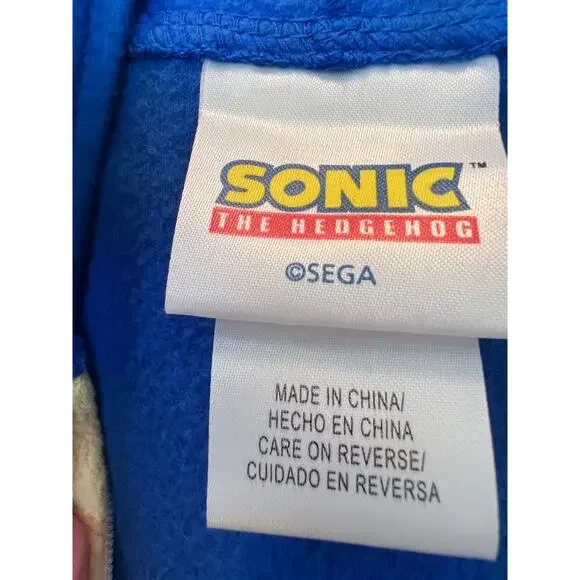 SONIC™
THE HEDGEHOG
©SEGA
MADE IN CHINA/
HECHO EN CHINA
CARE ON REVERSE/
CUIDADO EN REVERSA